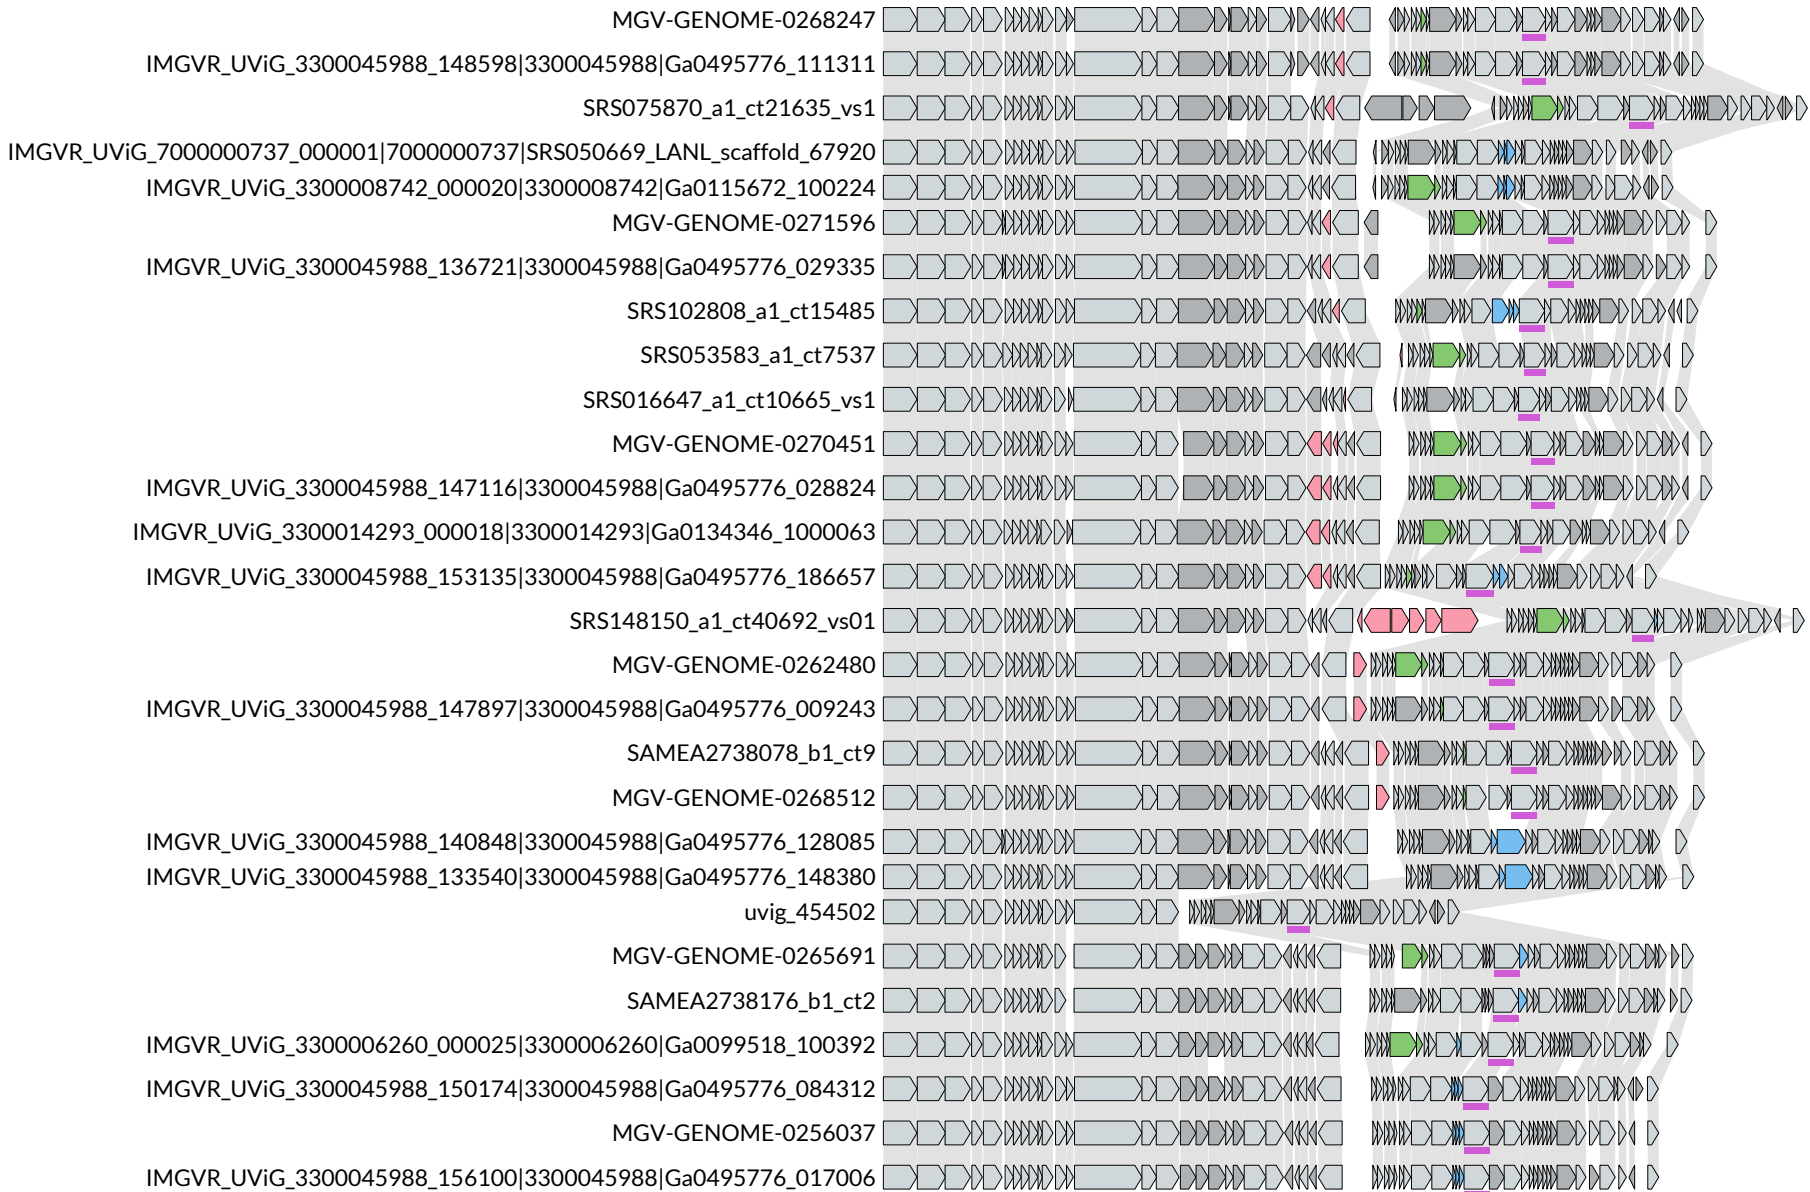 MGV-GENOME-0268247
IMGVR_UViG_3300045988_148598|3300045988|Ga0495776_111311
SRS075870_a1_ct21635_vs1
IMGVR_UViG_7000000737_000001|7000000737|SRS050669_LANL_scaffold_67920
IMGVR_UViG_3300008742_000020|3300008742|Ga0115672_100224
MGV-GENOME-0271596
IMGVR_UViG_3300045988_136721|3300045988|Ga0495776_029335
SRS102808_a1_ct15485
SRS053583_a1_ct7537
SRS016647_a1_ct10665_vs1
MGV-GENOME-0270451
IMGVR_UViG_3300045988_147116|3300045988|Ga0495776_028824
IMGVR_UViG_3300014293_000018|3300014293|Ga0134346_1000063
IMGVR_UViG_3300045988_153135|3300045988|Ga0495776_186657
SRS148150_a1_ct40692_vs01
MGV-GENOME-0262480
IMGVR_UViG_3300045988_147897|3300045988|Ga0495776_009243
SAMEA2738078_b1_ct9
MGV-GENOME-0268512
IMGVR_UViG_3300045988_140848|3300045988|Ga0495776_128085
IMGVR_UViG_3300045988_133540|3300045988|Ga0495776_148380
uvig_454502
MGV-GENOME-0265691
SAMEA2738176_b1_ct2
IMGVR_UViG_3300006260_000025|3300006260|Ga0099518_100392
IMGVR_UViG_3300045988_150174|3300045988|Ga0495776_084312
MGV-GENOME-0256037
IMGVR_UViG_3300045988_156100|3300045988|Ga0495776_017006